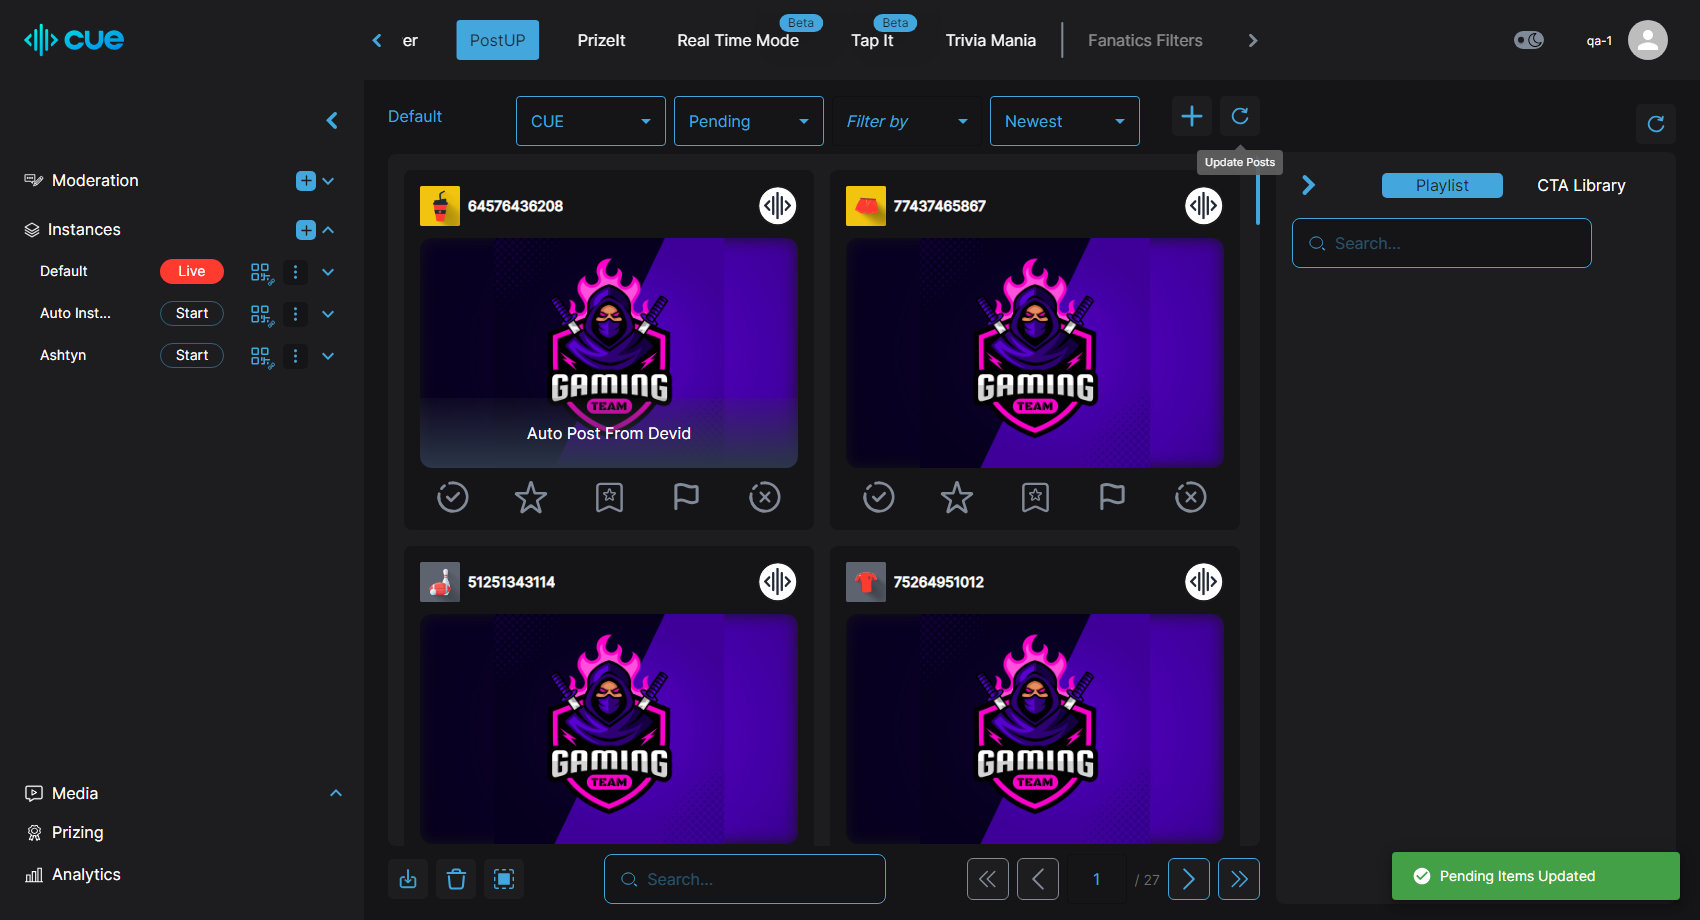 cue
er
PostUP
PrizeIt
Real Time Mode
Beta
Tap It
Beta
Trivia Mania
Fanatics Filters
qa-1
Default
CUE
Pending
Filter by
Newest
Update Posts
Moderation
Instances
Default
Live
Auto Inst...
Start
Ashtyn
Start
Media
Prizing
Analytics
64576436208
GAMING
TEAM
Auto Post From Devid
77437465867
GAMING
TEAM
51251343114
GAMING
TEAM
75264951012
GAMING
TEAM
Search...
1
/ 27
Playlist
CTA Library
Search...
Pending Items Updated